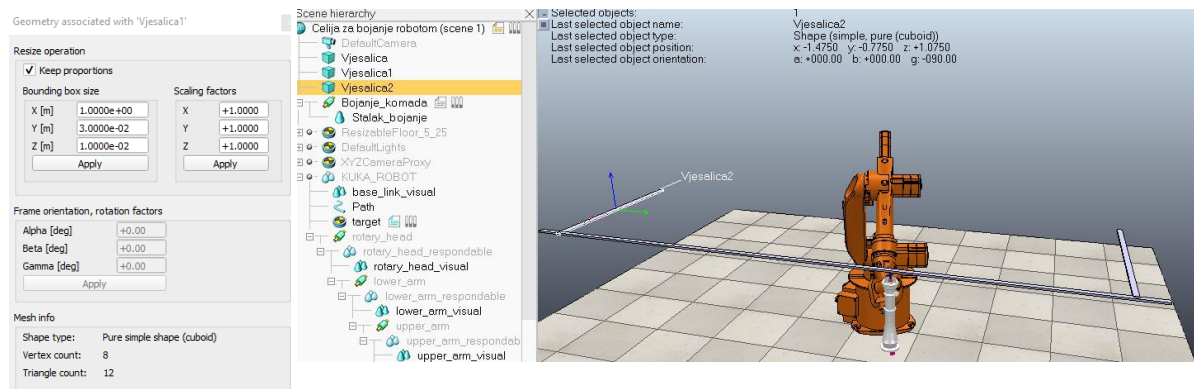 Geometry associated with 'Vjesalica1'
Resize operation
Keep proportions
Bounding box size
Scaling factors
X [m] 1.0000e+00
X +1.0000
Y [m] 3.0000e-02
Y +1.0000
Z [m] 1.0000e-02
Z +1.0000
Apply
Apply
Frame orientation, rotation factors
Alpha [deg] +0.00
Beta [deg] +0.00
Gamma [deg] +0.00
Apply
Mesh info
Shape type: Pure simple shape (cuboid)
Vertex count: 8
Triangle count: 12
Scene hierarchy
Celija za bojanje robotom (scene 1)
DefaultCamera
Vjesalica
Vjesalica1
Vjesalica2
Bojanje_komada
Stalak_bojanje
ResizableFloor_5_25
DefaultLights
XYZCameraProxy
KUKA_ROBOT
base_link_visual
Path
target
rotary_head
rotary_head_respondable
rotary_head_visual
lower_arm
lower_arm_respondable
lower_arm_visual
upper_arm
upper_arm_respondab
upper_arm_visual
Selected objects: 1
Last selected object name: Vjesalica2
Last selected object type: Shape (simple, pure (cuboid)
Last selected object position: x: -1.4750 y: -0.7750 z: +1.0750
Last selected object orientation: a: +000.00 b: +000.00 g: -090.00
Vjesalica2